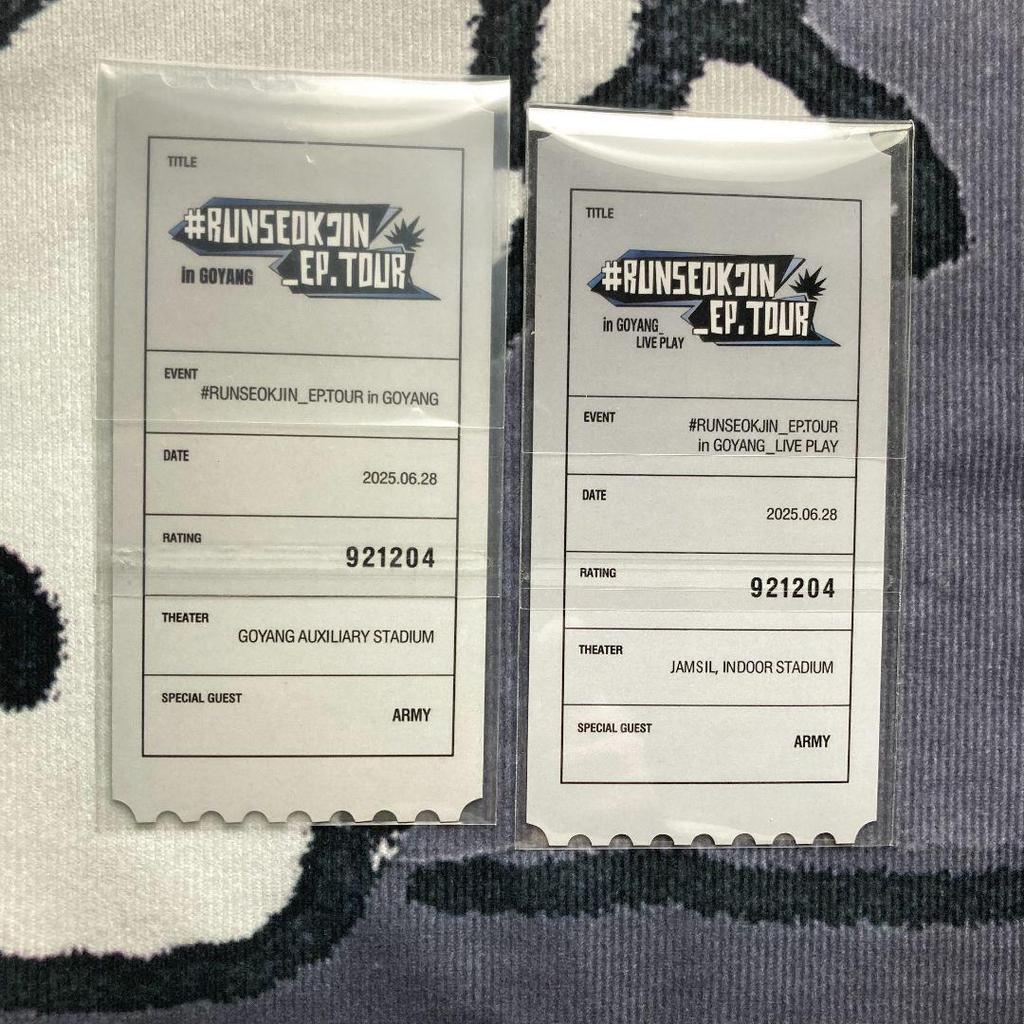 TITLE
#RUNSEOKJIN
in GOYANG
_EP.TOUR
EVENT
#RUNSEOKJIN_EP.TOUR in GOYANG
DATE
2025.06.28
RATING
921204
THEATER
GOYANG AUXILIARY STADIUM
SPECIAL GUEST
ARMY
TITLE
#RUNSEOKJIN
_EP.TOUR
in GOYANG_
LIVE PLAY
EVENT
#RUNSEOKJIN_EP.TOUR
in GOYANG_LIVE PLAY
DATE
2025.06.28
RATING
921204
THEATER
JAMSIL, INDOOR STADIUM
SPECIAL GUEST
ARMY